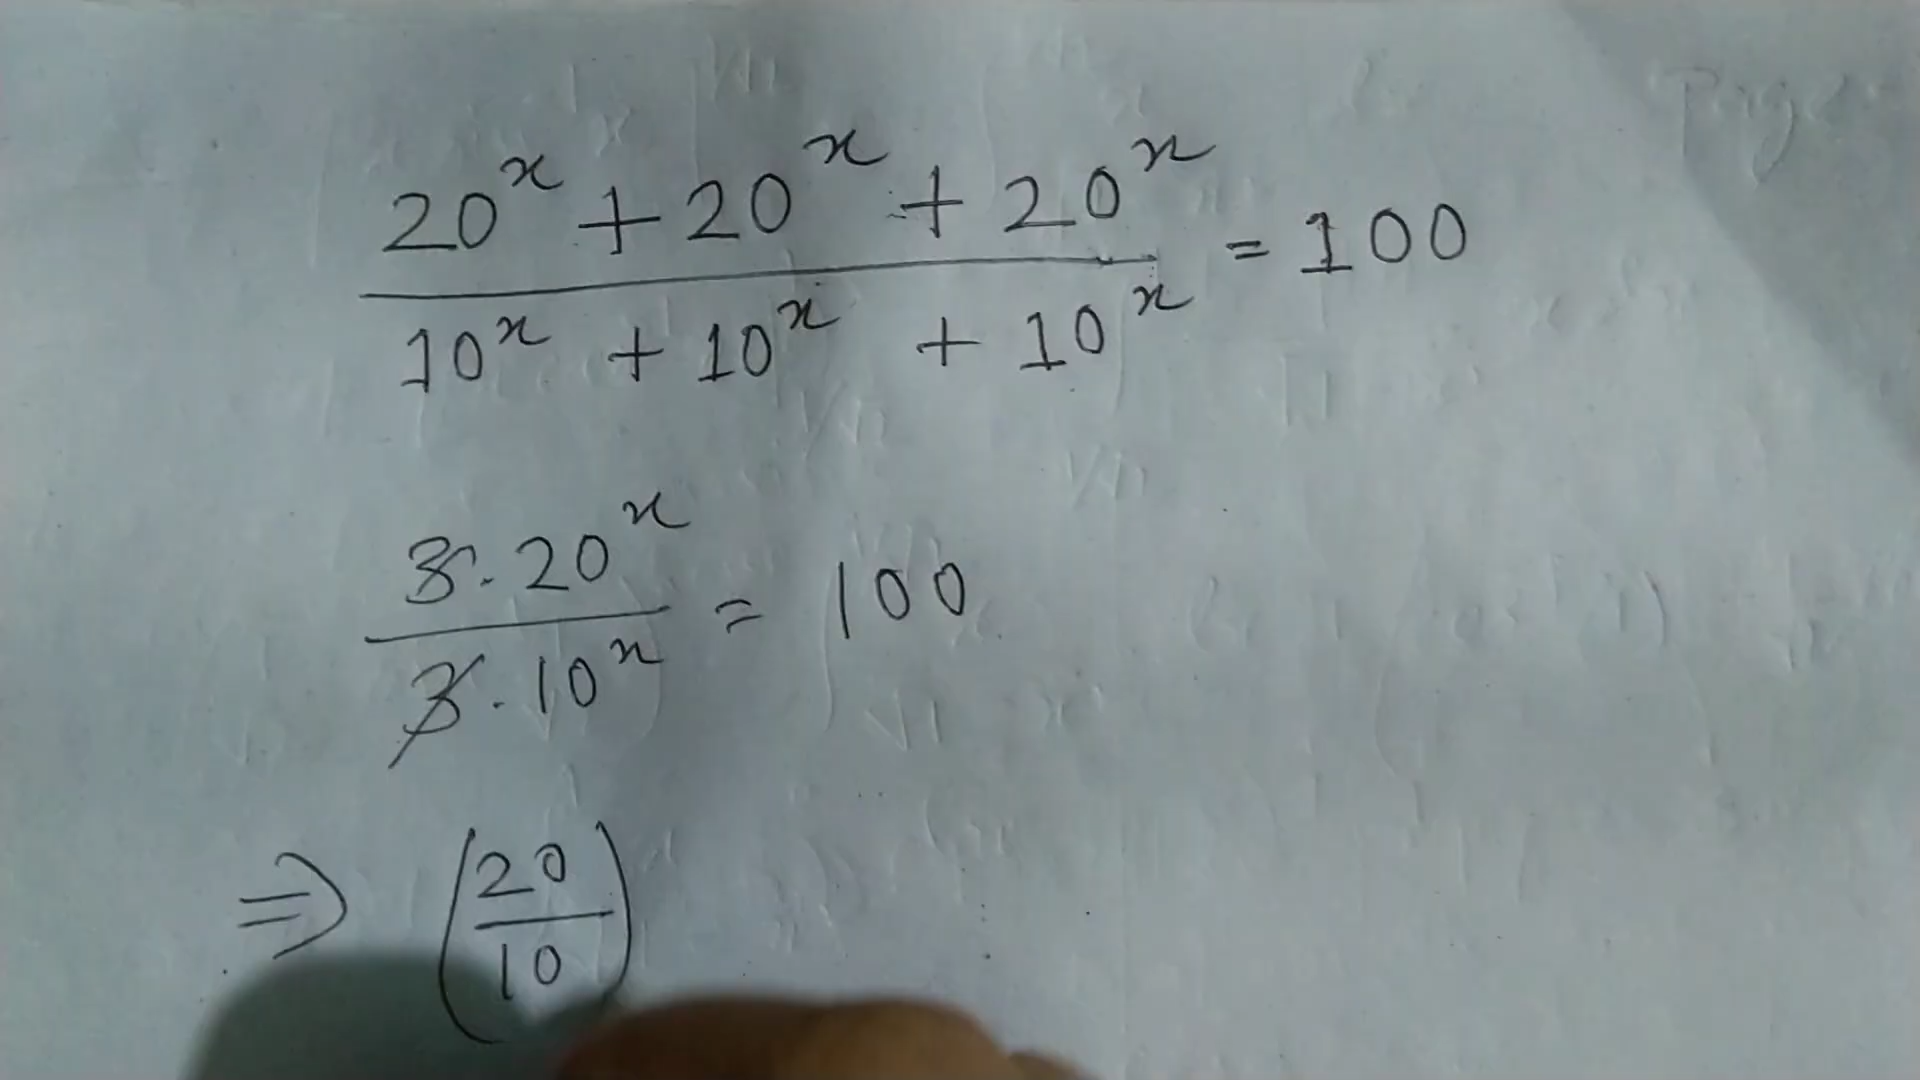 20^x + 20^x + 20^x / 10^x + 10^x + 10^x = 100
3 · 20^x / 3 · 10^x = 100
⇒ (20/10)